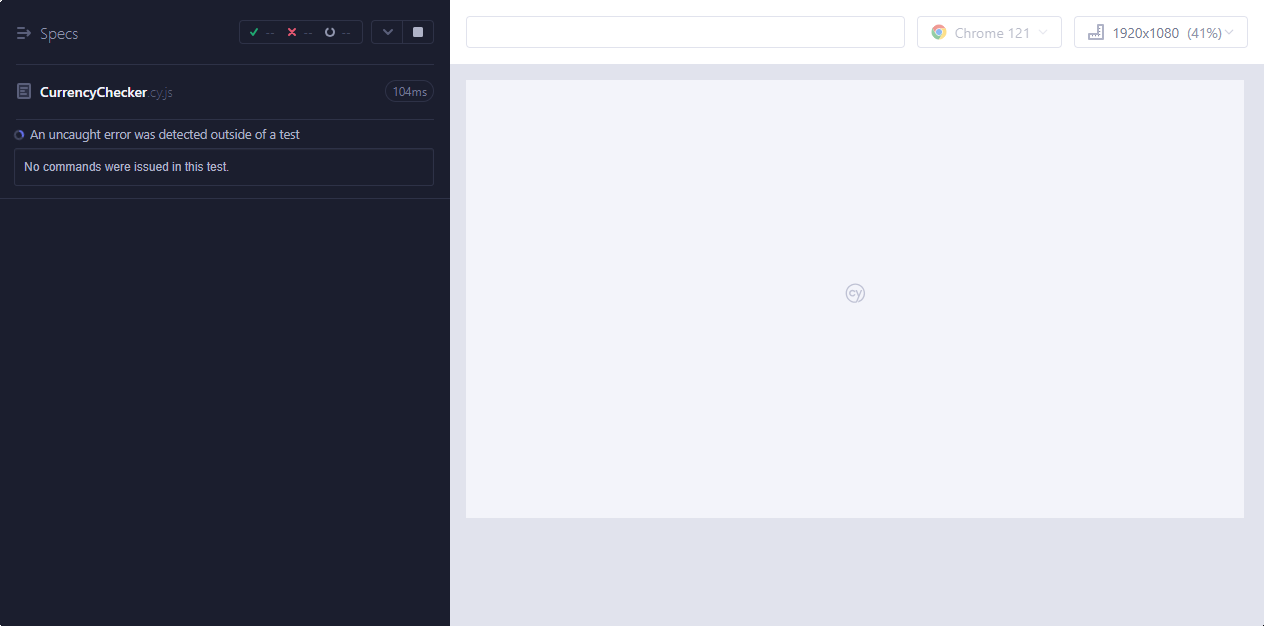 Specs
-- -- --
CurrencyChecker.cy.js
104ms
An uncaught error was detected outside of a test
No commands were issued in this test.
Chrome 121
1920x1080 (41%)
cy